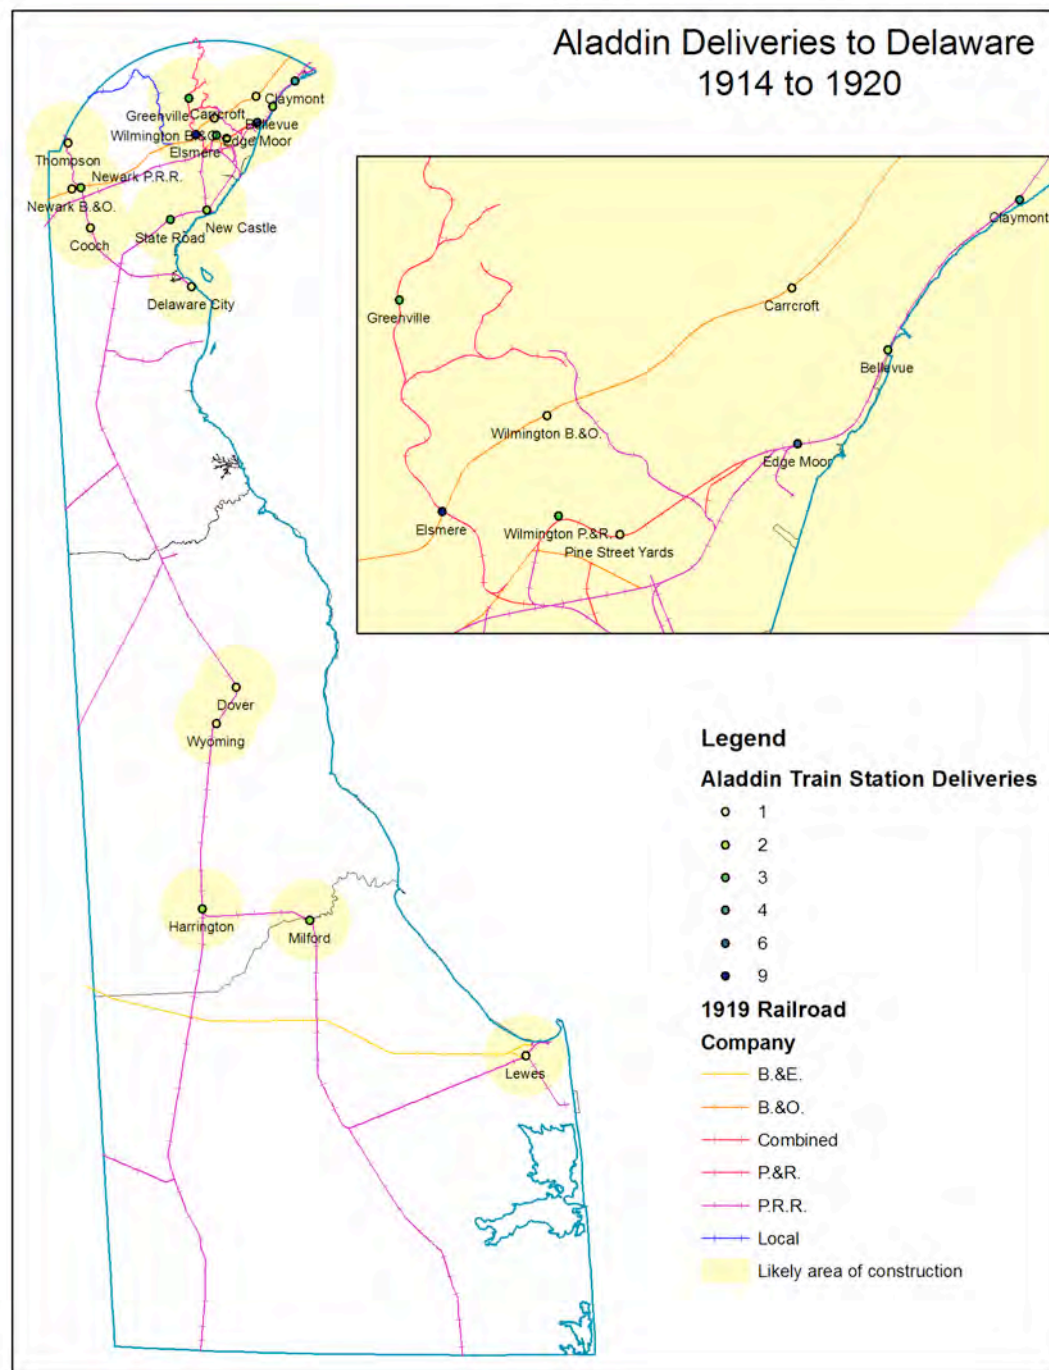 Aladdin Deliveries to Delaware
1914 to 1920
Claymont
Greenville
Carrcroft
Bellevue
Wilmington B.&O.
Edge Moor
Elsmere
Thompson
Newark P.R.R.
Newark B.&O.
New Castle
State Road
Cooch
Delaware City
Claymont
Carrcroft
Greenville
Bellevue
Wilmington B.&O.
Edge Moor
Elsmere
Wilmington P.&R.
Pine Street Yards
Dover
Wyoming
Harrington
Milford
Lewes
Legend
Aladdin Train Station Deliveries
1
2
3
4
6
9
1919 Railroad
Company
B.&E.
B.&O.
Combined
P.&R.
P.R.R.
Local
Likely area of construction